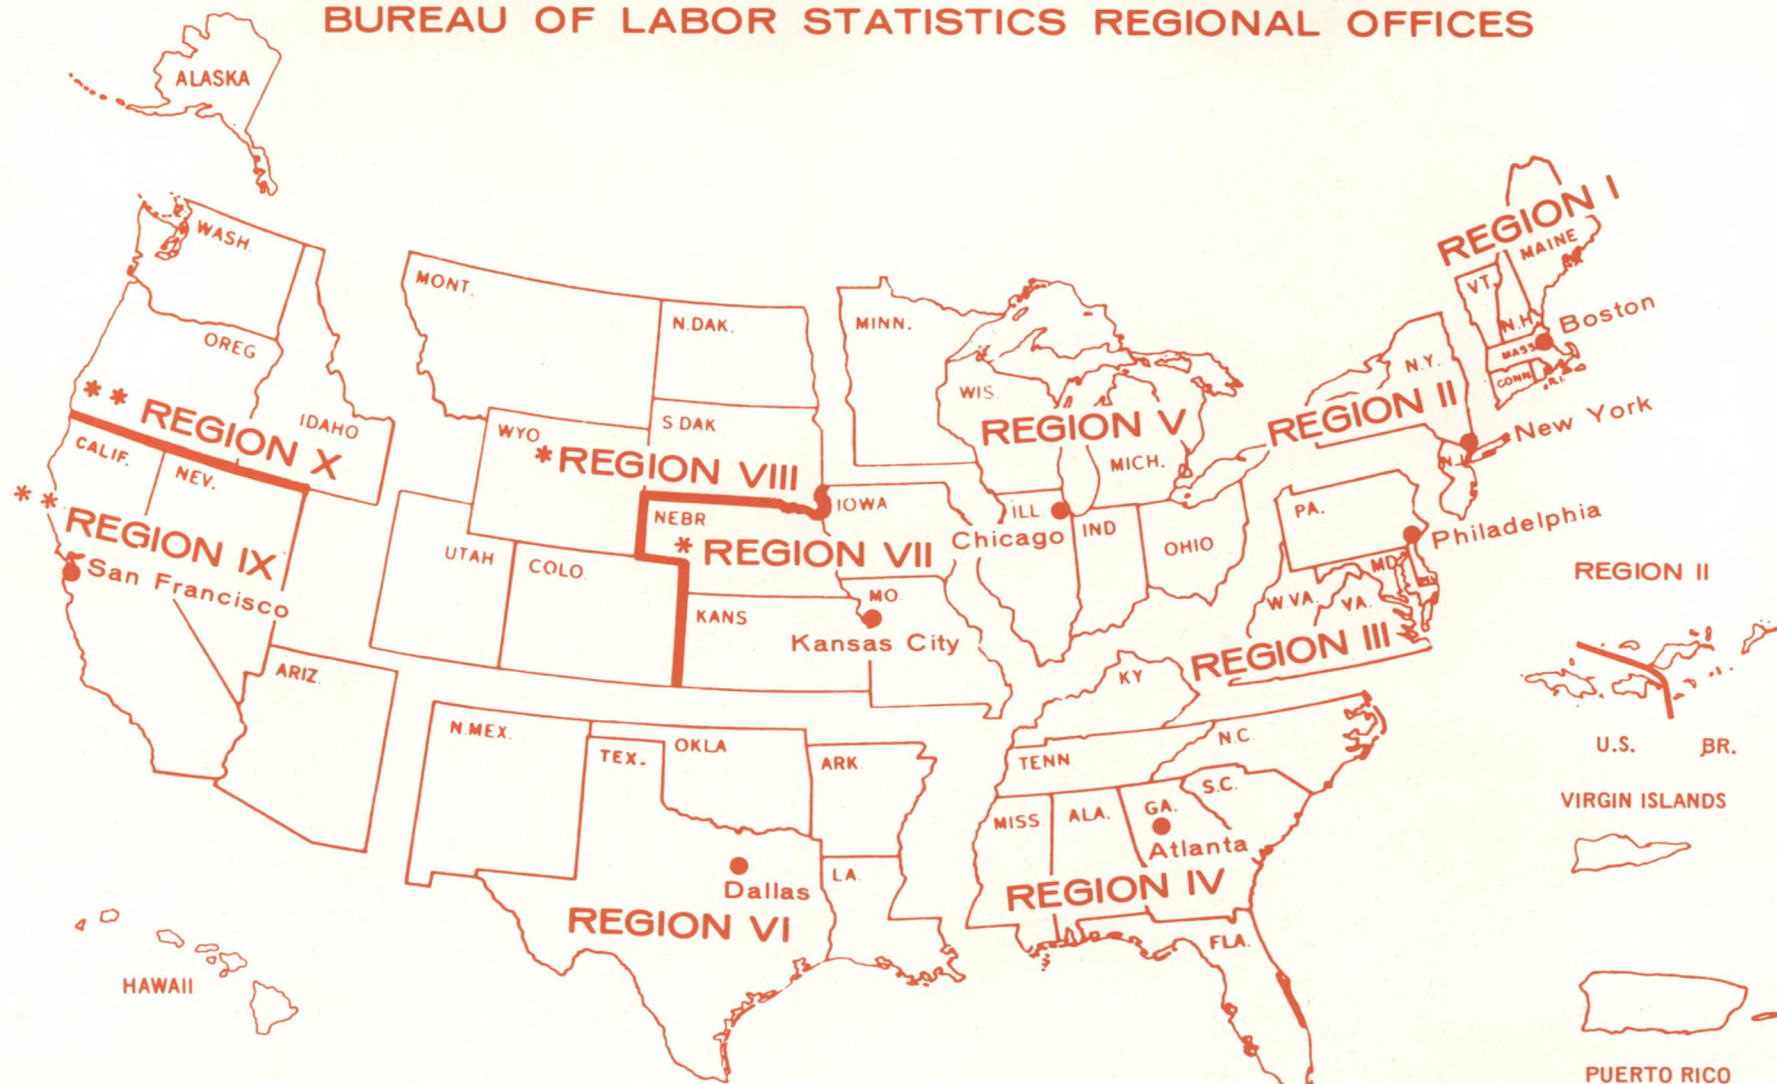 BUREAU OF LABOR STATISTICS REGIONAL OFFICES
ALASKA
WASH.
OREG
IDAHO
** REGION X
MONT.
N.DAK.
S.DAK
WYO
*REGION VIII
UTAH
COLO.
CALIF.
NEV.
** REGION IX
San Francisco
ARIZ.
HAWAII
NEBR
IOWA
* REGION VII
KANS
MO.
Kansas City
MINN.
WIS.
REGION V
MICH.
ILL.
Chicago
IND
OHIO
REGION I
MAINE
VT.
N.H.
MASS
CONN.
R.I.
Boston
N.Y.
REGION II
New York
N.J.
PA.
Philadelphia
MD.
DEL
W.VA.
VA.
REGION III
N.MEX.
TEX.
OKLA
ARK.
LA.
Dallas
REGION VI
KY
TENN
N.C.
S.C.
MISS.
ALA.
GA.
Atlanta
REGION IV
FLA.
REGION II
U.S. BR.
VIRGIN ISLANDS
PUERTO RICO